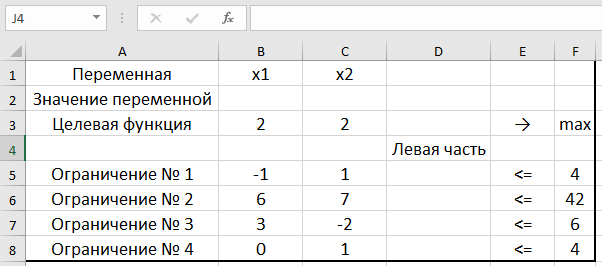 J4 fx
A B C D E F
1 Переменная x1 x2
2 Значение переменной
3 Целевая функция 2 2 → max
4 Левая часть
5 Ограничение № 1 -1 1 <= 4
6 Ограничение № 2 6 7 <= 42
7 Ограничение № 3 3 -2 <= 6
8 Ограничение № 4 0 1 <= 4